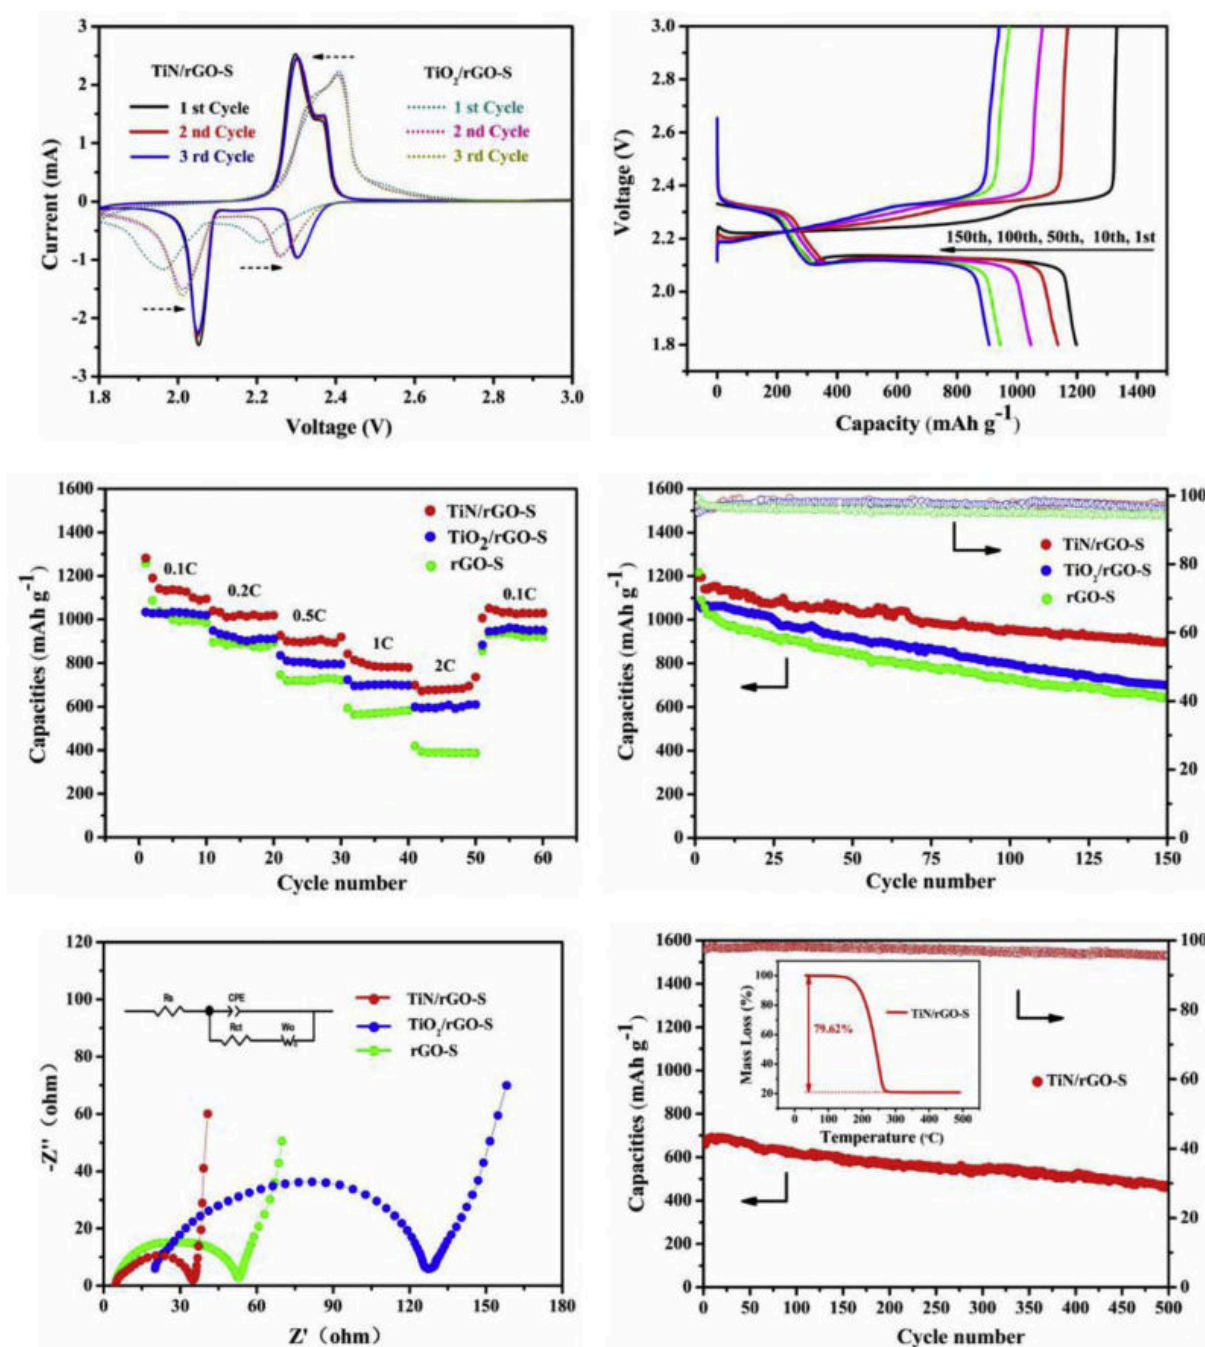 3
2
1
0
-1
-2
-3
Current (mA)
TiN/rGO-S
1 st Cycle
2 nd Cycle
3 rd Cycle
TiO2/rGO-S
1 st Cycle
2 nd Cycle
3 rd Cycle
1.8 2.0 2.2 2.4 2.6 2.8 3.0
Voltage (V)
3.0
2.8
2.6
2.4
2.2
2.0
1.8
Voltage (V)
150th, 100th, 50th, 10th, 1st
0 200 400 600 800 1000 1200 1400
Capacity (mAh g-1)
1600
1400
1200
1000
800
600
400
200
0
Capacities (mAh g-1)
TiN/rGO-S
TiO2/rGO-S
rGO-S
0.1C
0.2C
0.5C
1C
2C
0.1C
0 10 20 30 40 50 60
Cycle number
1600
1400
1200
1000
800
600
400
200
0
Capacities (mAh g-1)
TiN/rGO-S
TiO2/rGO-S
rGO-S
100
80
60
40
20
0
0 25 50 75 100 125 150
Cycle number
120
100
80
60
40
20
0
-Z'' (ohm)
Rs
CPE
Rct
Wo
TiN/rGO-S
TiO2/rGO-S
rGO-S
0 30 60 90 120 150 180
Z' (ohm)
1600
1400
1200
1000
800
600
400
200
0
Capacities (mAh g-1)
100
80
60
40
20
Mass Loss (%)
79.62%
TiN/rGO-S
0 100 200 300 400 500
Temperature (°C)
TiN/rGO-S
100
80
60
40
20
0
0 50 100 150 200 250 300 350 400 450 500
Cycle number